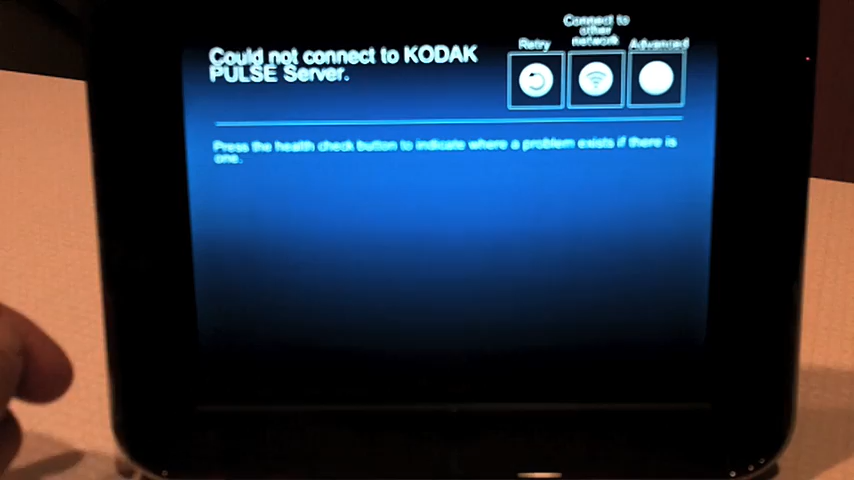 Could not connect to KODAK
PULSE Server.
Retry
Connect to
other
network
Advanced
Press the health check button to indicate where a problem exists if there is
one.